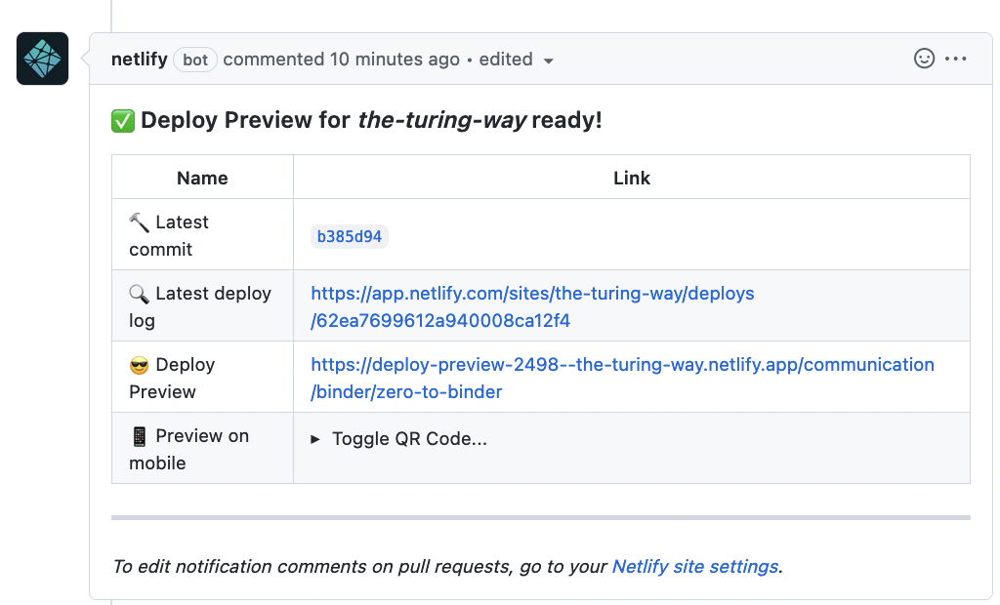 netlify bot commented 10 minutes ago • edited
✅ Deploy Preview for the-turing-way ready!
Name Link
🔨 Latest
commit
b385d94
🔍 Latest deploy
log
https://app.netlify.com/sites/the-turing-way/deploys
/62ea7699612a940008ca12f4
😎 Deploy
Preview
https://deploy-preview-2498--the-turing-way.netlify.app/communication
/binder/zero-to-binder
📱 Preview on
mobile
▶ Toggle QR Code...
To edit notification comments on pull requests, go to your Netlify site settings.